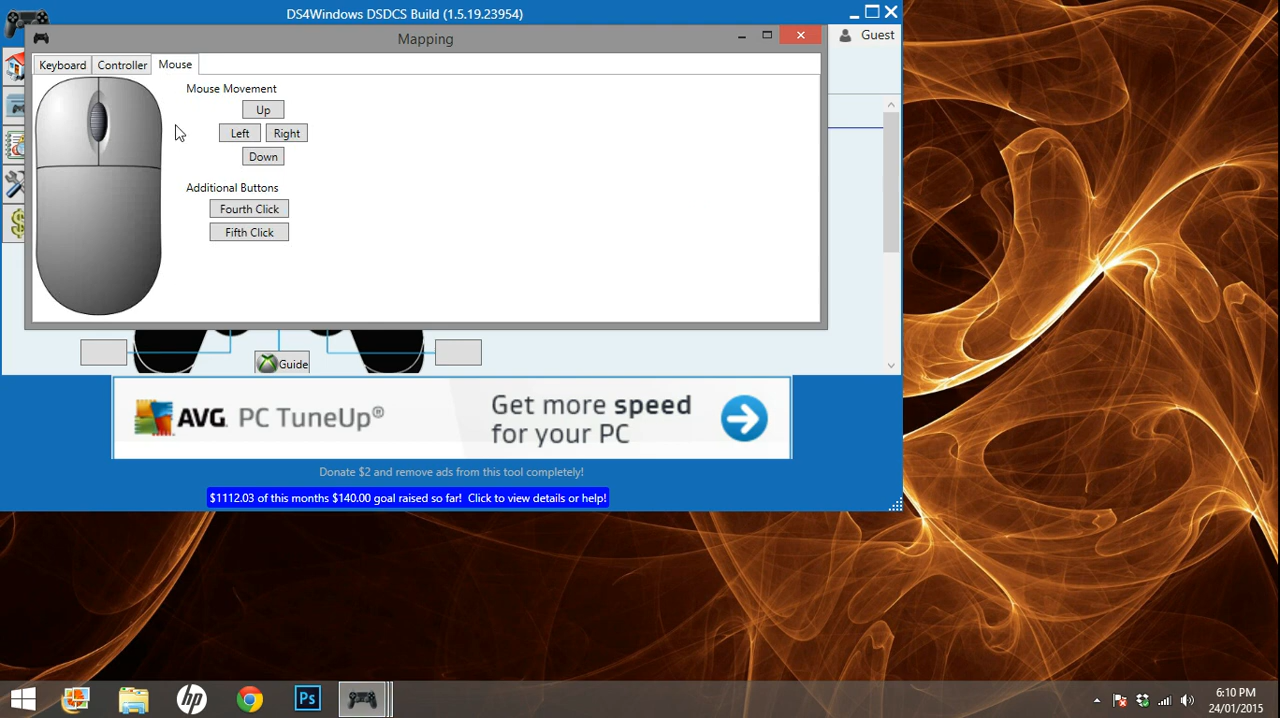 DS4Windows DSDCS Build (1.5.19.23954)
Mapping
Guest
Keyboard Controller Mouse
Mouse Movement
Up
Left Right
Down
Additional Buttons
Fourth Click
Fifth Click
Guide
AVG PC TuneUp®
Get more speed
for your PC
Donate $2 and remove ads from this tool completely!
$1112.03 of this months $140.00 goal raised so far! Click to view details or help!
hp
Ps
6:10 PM
24/01/2015